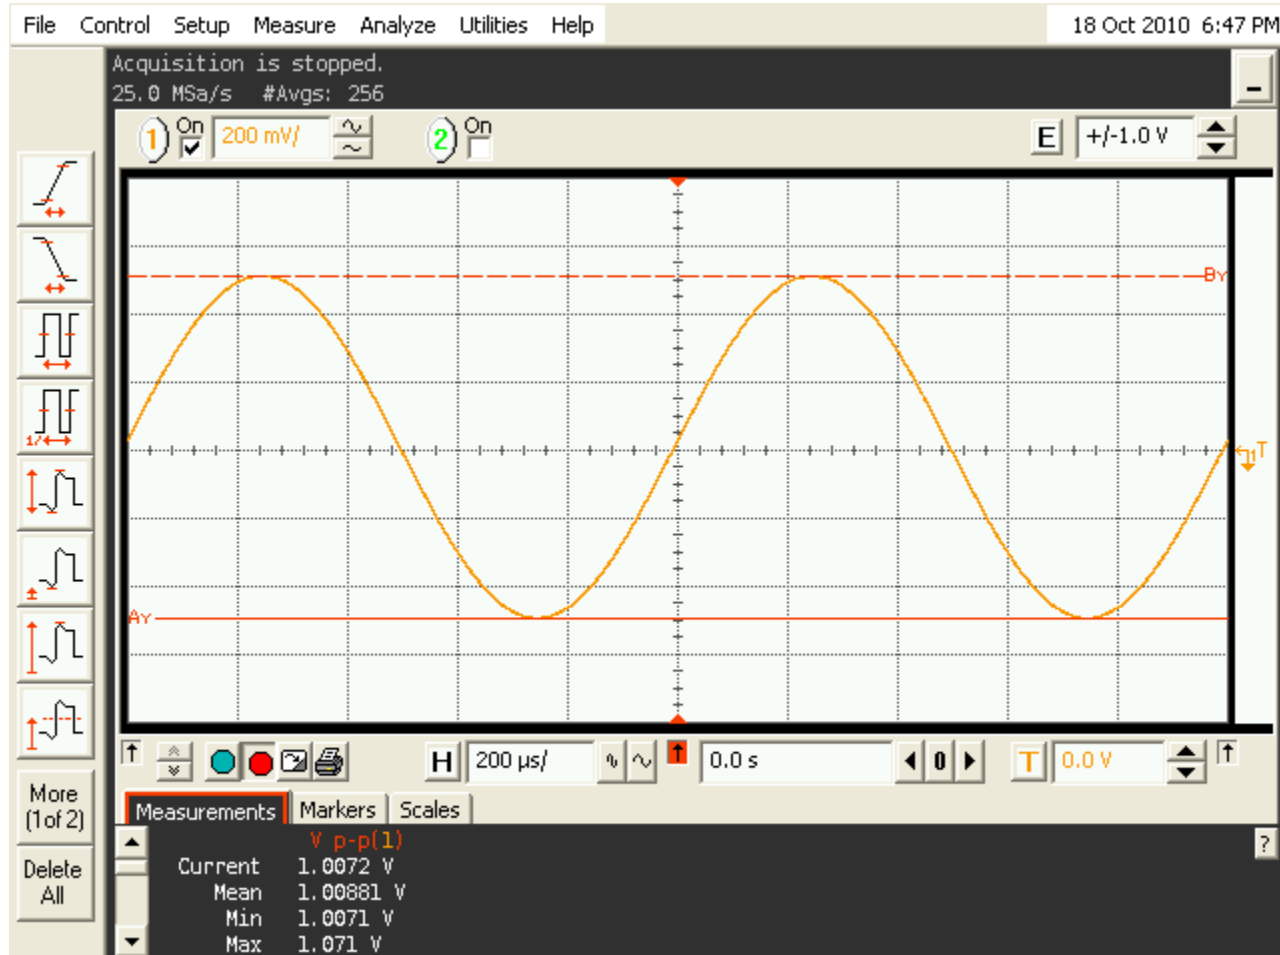 File Control Setup Measure Analyze Utilities Help 18 Oct 2010 6:47 PM
Acquisition is stopped.
25.0 MSa/s #Avgs: 256
1 On 200 mV/ 2 On E +/-1.0 V
By
T
Ay
H 200 µs/ 0.0 s 0 T 0.0 V
More
(1of 2)
Delete
All
Measurements Markers Scales
V p-p(1) ?
Current 1.0072 V
Mean 1.00881 V
Min 1.0071 V
Max 1.071 V
1/